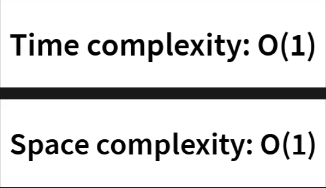 Time complexity: O(1)
Space complexity: O(1)